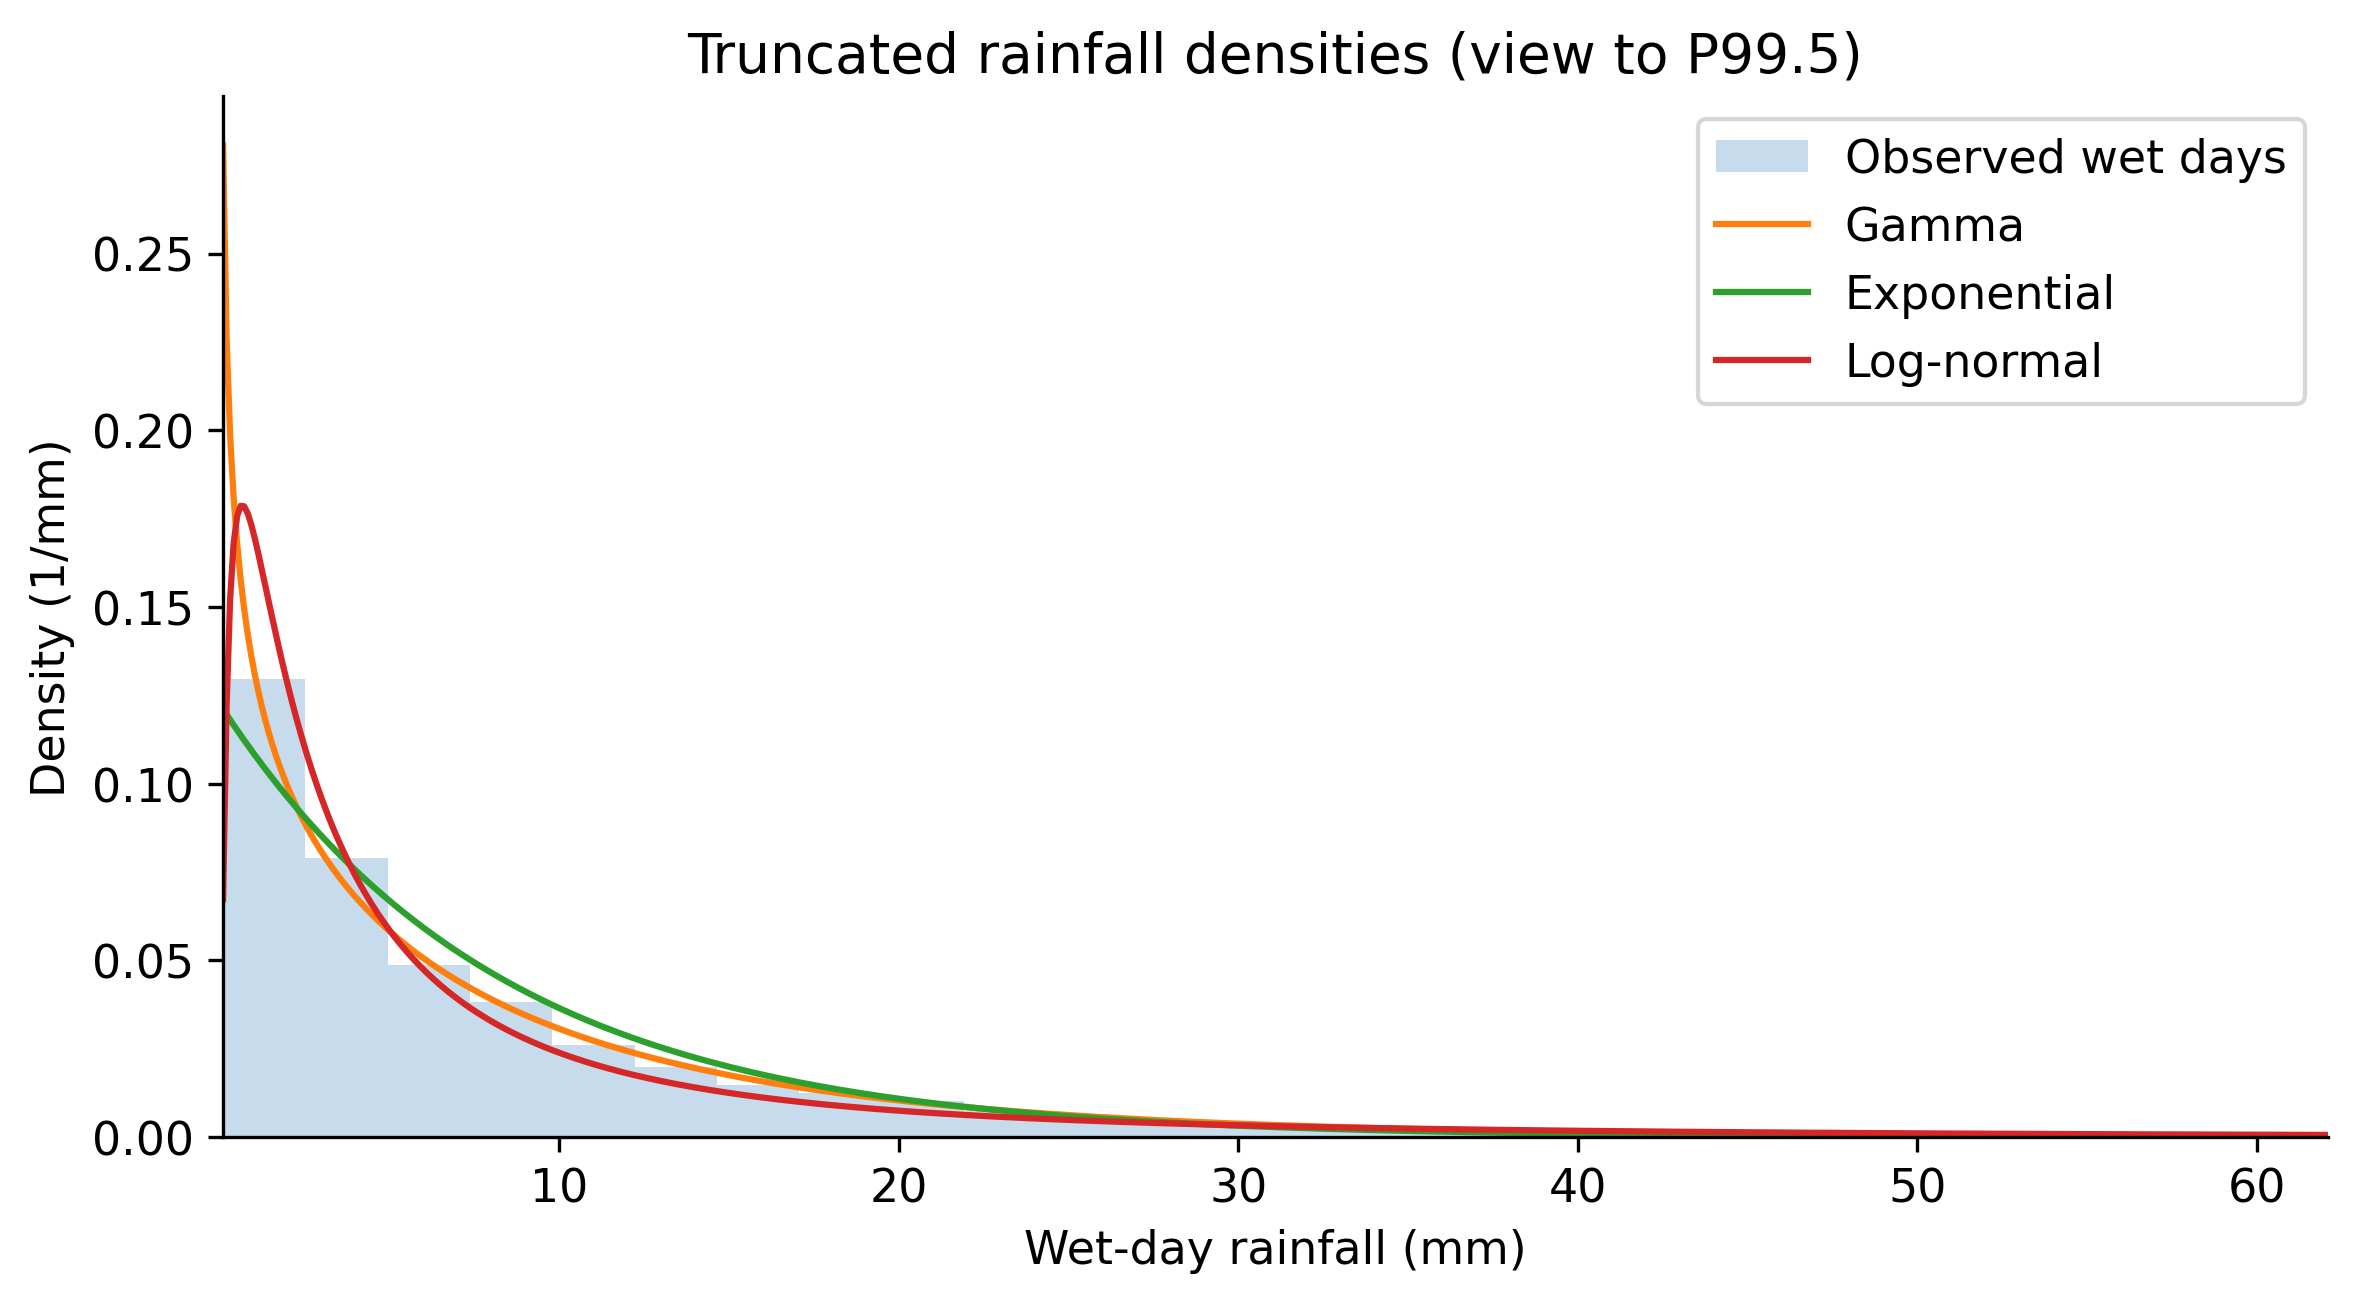 Truncated rainfall densities (view to P99.5)
Observed wet days
Gamma
Exponential
Log-normal
Density (1/mm)
0.25
0.20
0.15
0.10
0.05
0.00
10 20 30 40 50 60
Wet-day rainfall (mm)